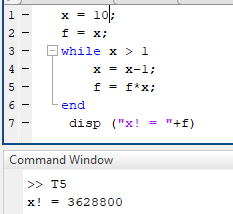 1 - x = 10;
2 - f = x;
3 - while x > 1
4 - x = x-1;
5 - f = f*x;
6 - end
7 - disp ("x! = "+f)
Command Window
>> T5
x! = 3628800